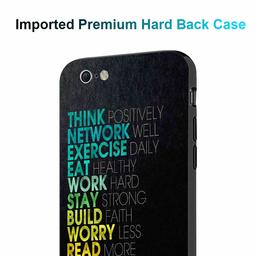 Imported Premium Hard Back Case
THINK POSITIVELY
NETWORK WELL
EXERCISE DAILY
EAT HEALTHY
WORK HARD
STAY STRONG
BUILD FAITH
WORRY LESS
READ MORE